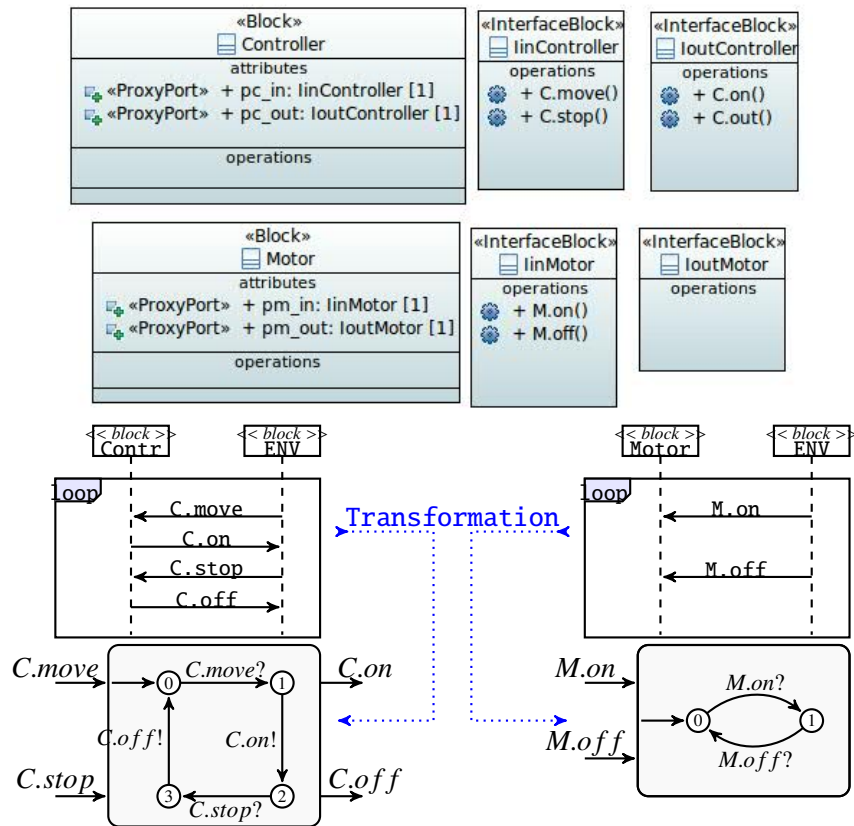 «Block»
Controller
attributes
«ProxyPort» + pc_in: IinController [1]
«ProxyPort» + pc_out: IoutController [1]
operations
«InterfaceBlock»
IinController
operations
+ C.move()
+ C.stop()
«InterfaceBlock»
IoutController
operations
+ C.on()
+ C.out()
«Block»
Motor
attributes
«ProxyPort» + pm_in: IinMotor [1]
«ProxyPort» + pm_out: IoutMotor [1]
operations
«InterfaceBlock»
IinMotor
operations
+ M.on()
+ M.off()
«InterfaceBlock»
IoutMotor
operations
<< block >>
Contr
<< block >>
ENV
loop
C.move
C.on
C.stop
C.off
Transformation
<< block >>
Motor
<< block >>
ENV
loop
M.on
M.off
C.move
C.stop
0
C.move?
1
C.off!
C.on!
3
C.stop?
2
C.on
C.off
M.on
M.off
M.on?
0
1
M.off?